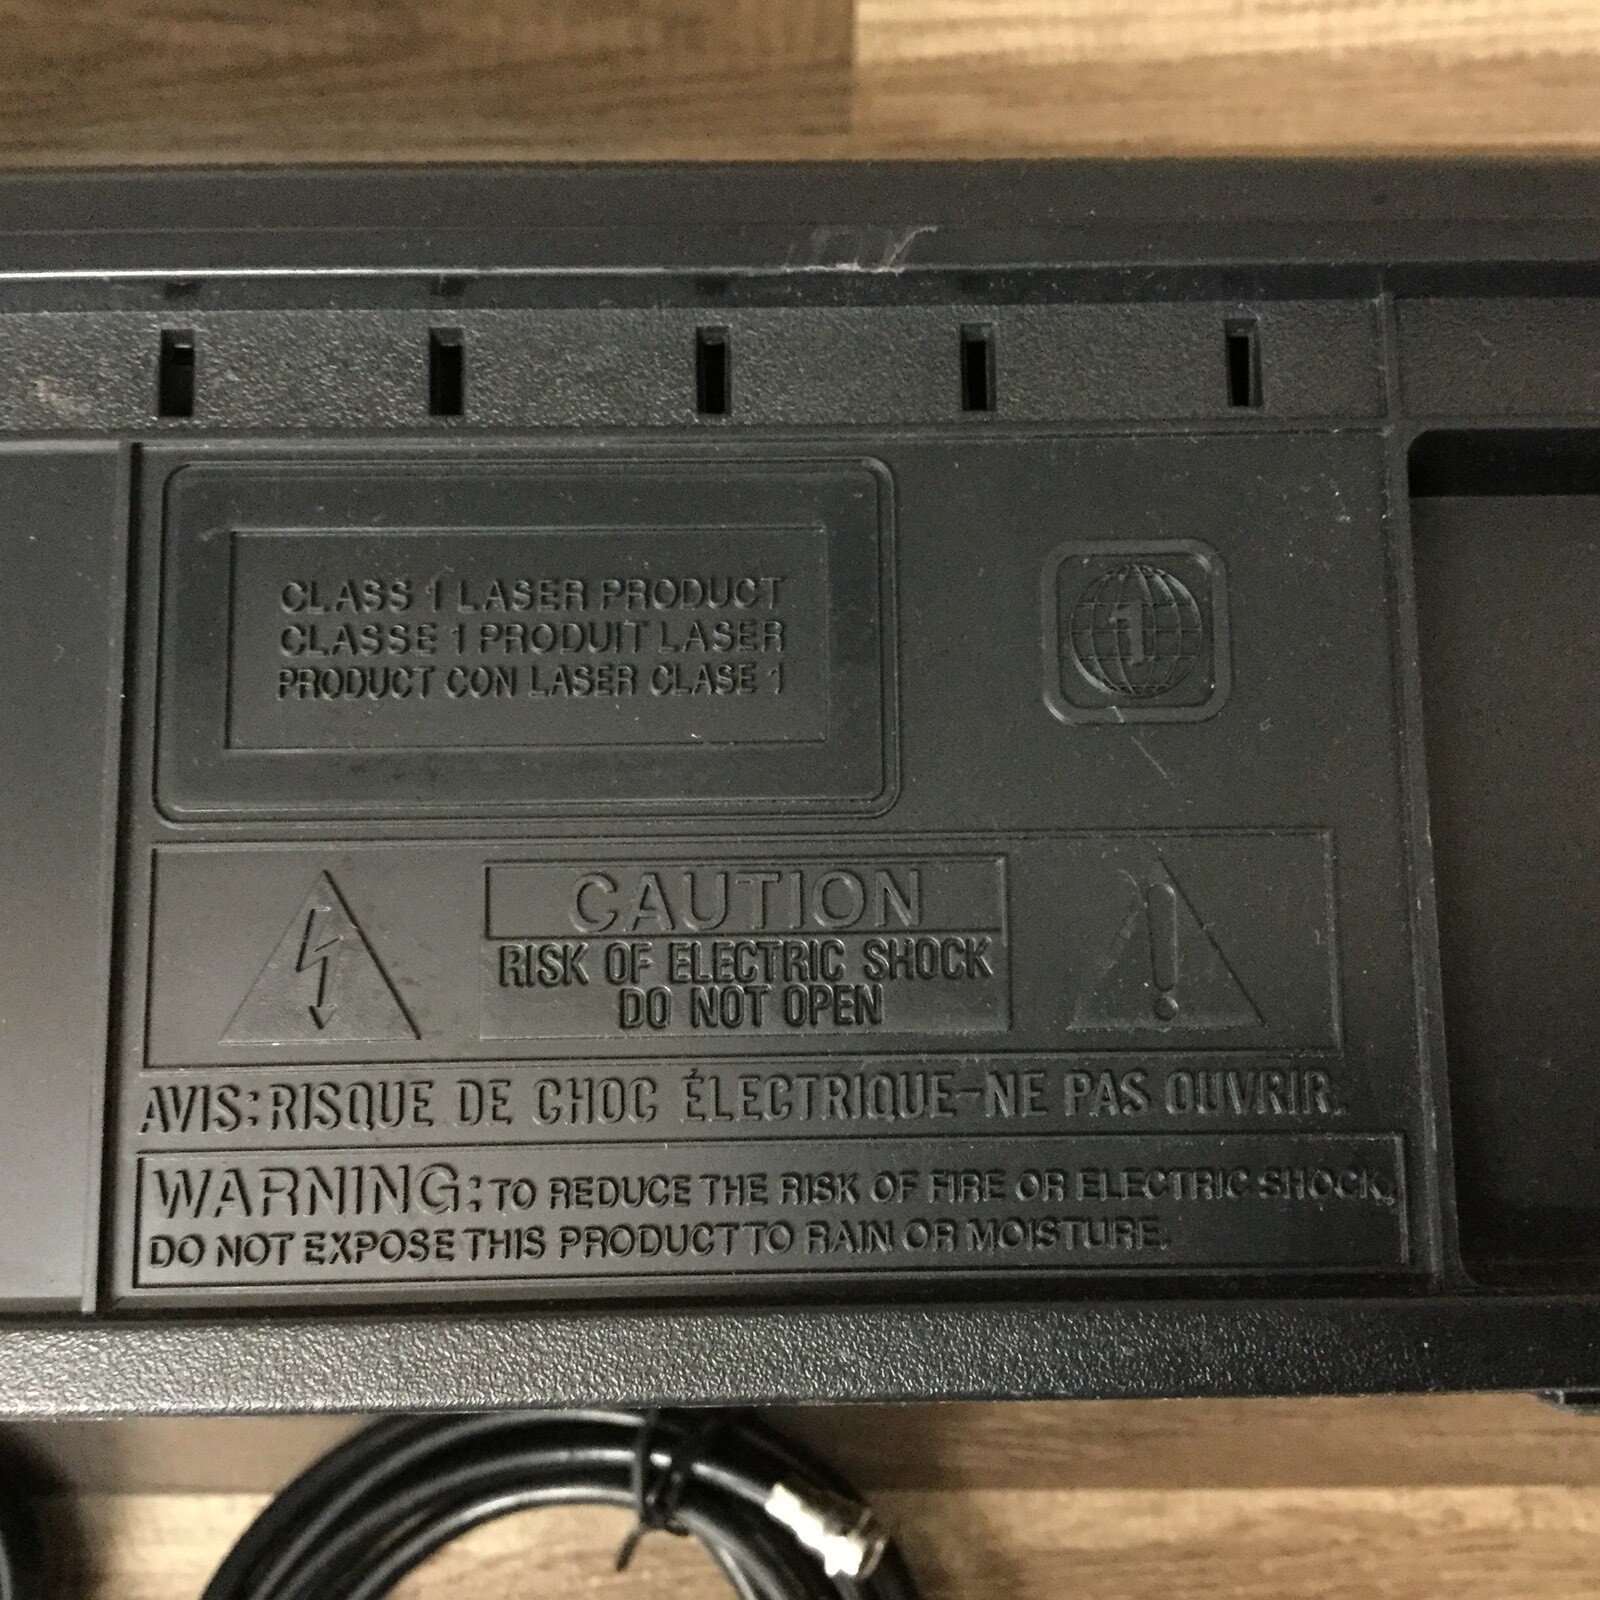 CLASS 1 LASER PRODUCT
CLASSE 1 PRODUIT LASER
PRODUCT CON LASER CLASE 1
1
CAUTION
RISK OF ELECTRIC SHOCK
DO NOT OPEN
AVIS: RISQUE DE CHOC ÉLECTRIQUE-NE PAS OUVRIR.
WARNING: TO REDUCE THE RISK OF FIRE OR ELECTRIC SHOCK,
DO NOT EXPOSE THIS PRODUCT TO RAIN OR MOISTURE.